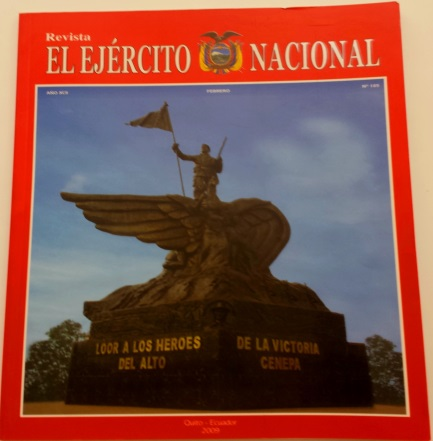 Revista
EL EJÉRCITO NACIONAL
FEBRERO
LOOR A LOS HEROES DE LA VICTORIA
DEL ALTO CENEPA
Quito - Ecuador
2009